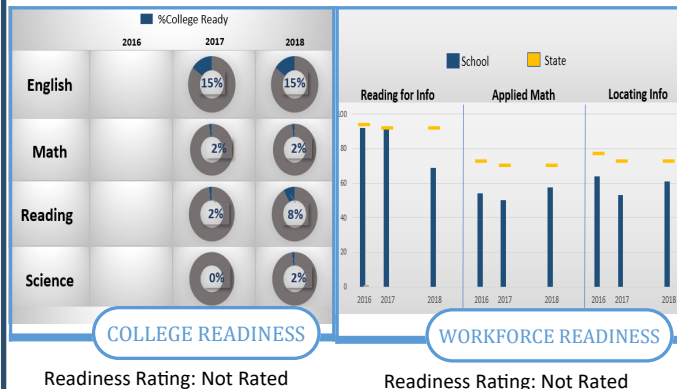 %College Ready
2016 2017 2018
English 15% 15%
Math 2% 2%
Reading 2% 8%
Science 0% 2%
COLLEGE READINESS
Readiness Rating: Not Rated
School State
Reading for Info Applied Math Locating Info
100
80
60
40
20
0
2016 2017 2018 2016 2017 2018 2016 2017 2018
WORKFORCE READINESS
Readiness Rating: Not Rated